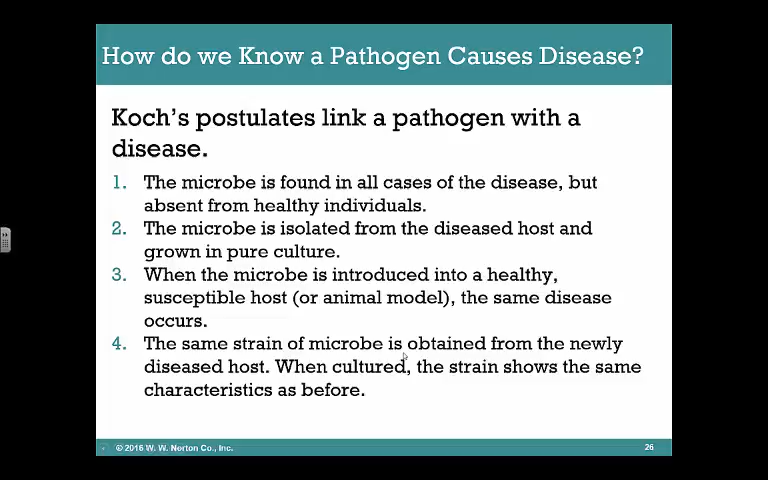 How do we Know a Pathogen Causes Disease?
Koch's postulates link a pathogen with a
disease.
1. The microbe is found in all cases of the disease, but
absent from healthy individuals.
2. The microbe is isolated from the diseased host and
grown in pure culture.
3. When the microbe is introduced into a healthy,
susceptible host (or animal model), the same disease
occurs.
4. The same strain of microbe is obtained from the newly
diseased host. When cultured, the strain shows the same
characteristics as before.
© 2016 W. W. Norton Co., Inc.
26